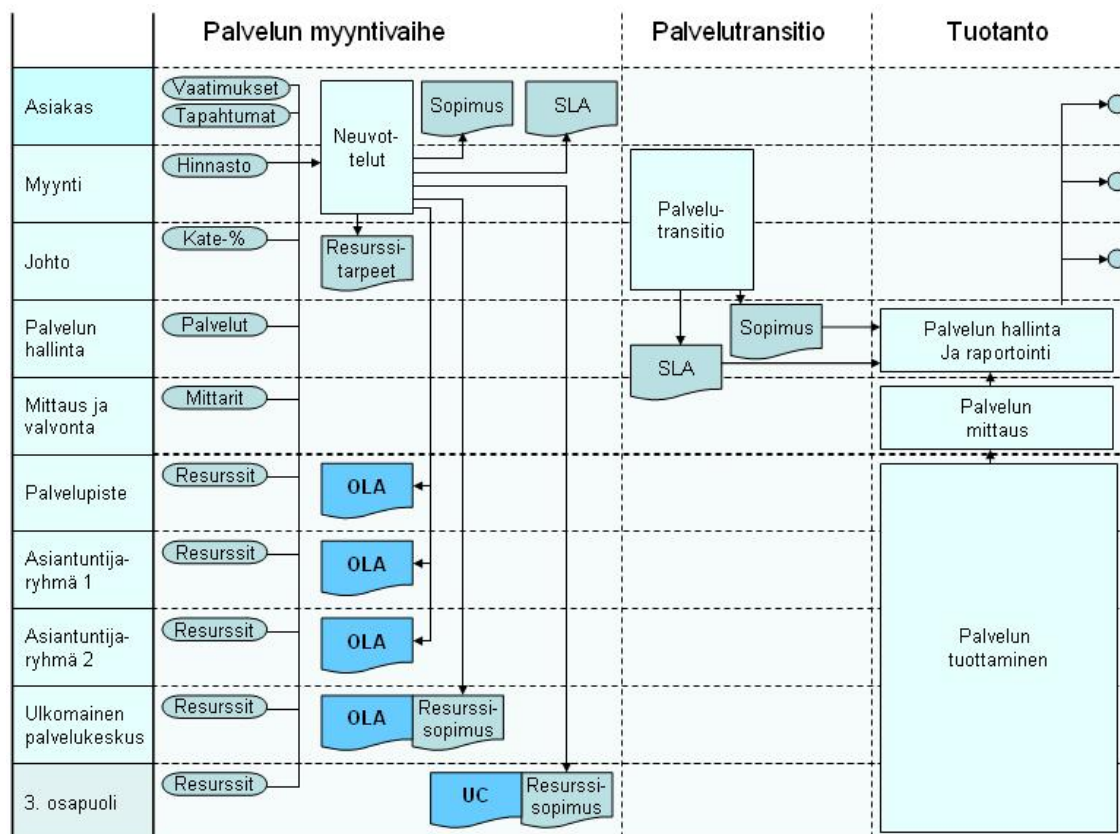 Palvelun myyntivaihe
Palvelutransitio
Tuotanto
Asiakas
Vaatimukset
Tapahtumat
Neuvot-
telut
Sopimus
SLA
Myynti
Hinnasto
Palvelu-
transitio
Johto
Kate-%
Resurssi-
tarpeet
Palvelun
hallinta
Palvelut
Sopimus
SLA
Palvelun hallinta
Ja raportointi
Mittaus ja
valvonta
Mittarit
Palvelun
mittaus
Palvelupiste
Resurssit
OLA
Asiantuntija-
ryhmä 1
Resurssit
OLA
Asiantuntija-
ryhmä 2
Resurssit
OLA
Palvelun
tuottaminen
Ulkomainen
palvelukeskus
Resurssit
OLA
Resurssi-
sopimus
3. osapuoli
Resurssit
UC
Resurssi-
sopimus